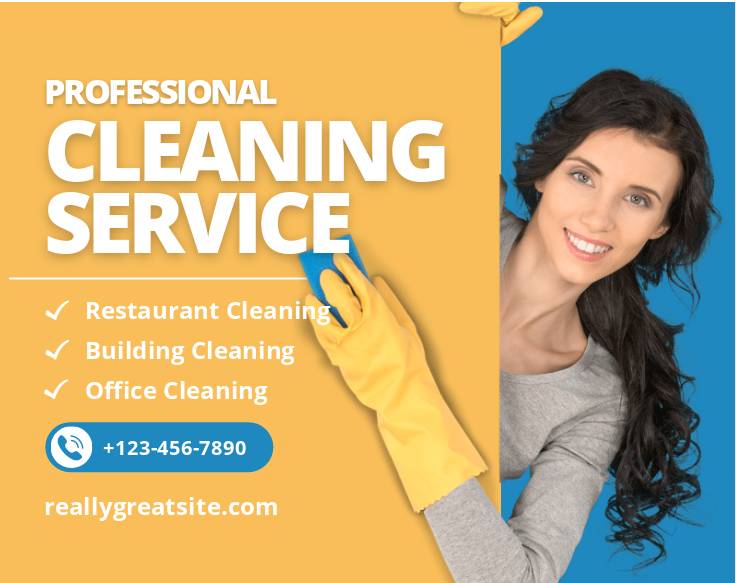 PROFESSIONAL
CLEANING
SERVICE
Restaurant Cleaning
Building Cleaning
Office Cleaning
+123-456-7890
reallygreatsite.com